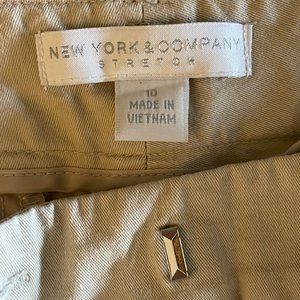 NEW YORK & COMPANY
STRETCH
10
MADE IN
VIETNAM